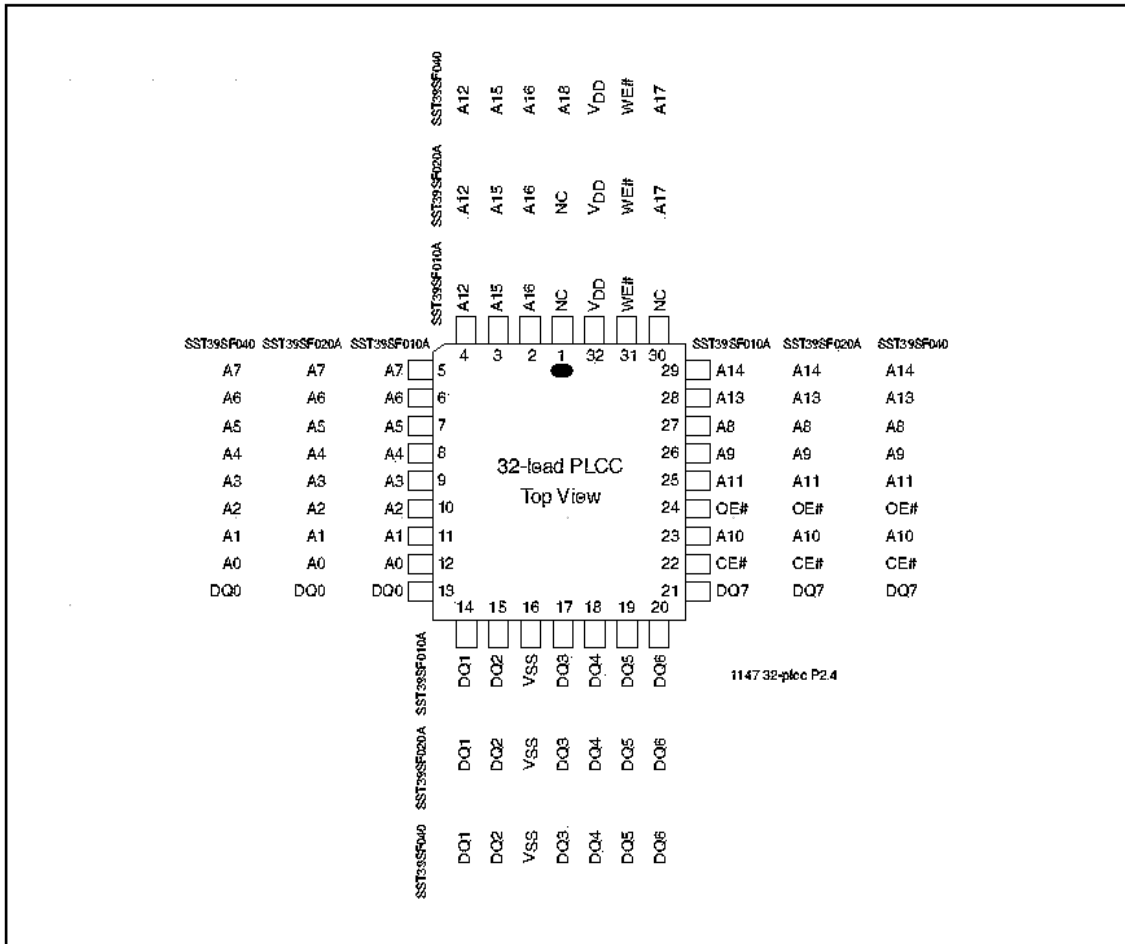 SST39SF040 A12 A15 A16 A18 VDD WE# A17
SST39SF020A A12 A15 A16 NC VDD WE# A17
SST39SF010A A12 A15 A16 NC VDD WE# NC
4 3 2 1 32 31 30
SST39SF040 SST39SF020A SST39SF010A SST39SF010A SST39SF020A SST39SF040
A7 A7 A7 5 29 A14 A14 A14
A6 A6 A6 6 28 A13 A13 A13
A5 A5 A5 7 27 A8 A8 A8
A4 A4 A4 8 26 A9 A9 A9
A3 A3 A3 9 25 A11 A11 A11
A2 A2 A2 10 24 OE# OE# OE#
A1 A1 A1 11 23 A10 A10 A10
A0 A0 A0 12 22 CE# CE# CE#
DQ0 DQ0 DQ0 13 21 DQ7 DQ7 DQ7
32-lead PLCC
Top View
14 15 16 17 18 19 20
SST39SF010A DQ1 DQ2 VSS DQ3 DQ4 DQ5 DQ6
SST39SF020A DQ1 DQ2 VSS DQ3 DQ4 DQ5 DQ6
SST39SF040 DQ1 DQ2 VSS DQ3 DQ4 DQ5 DQ6
1147 32-plcc P2.4